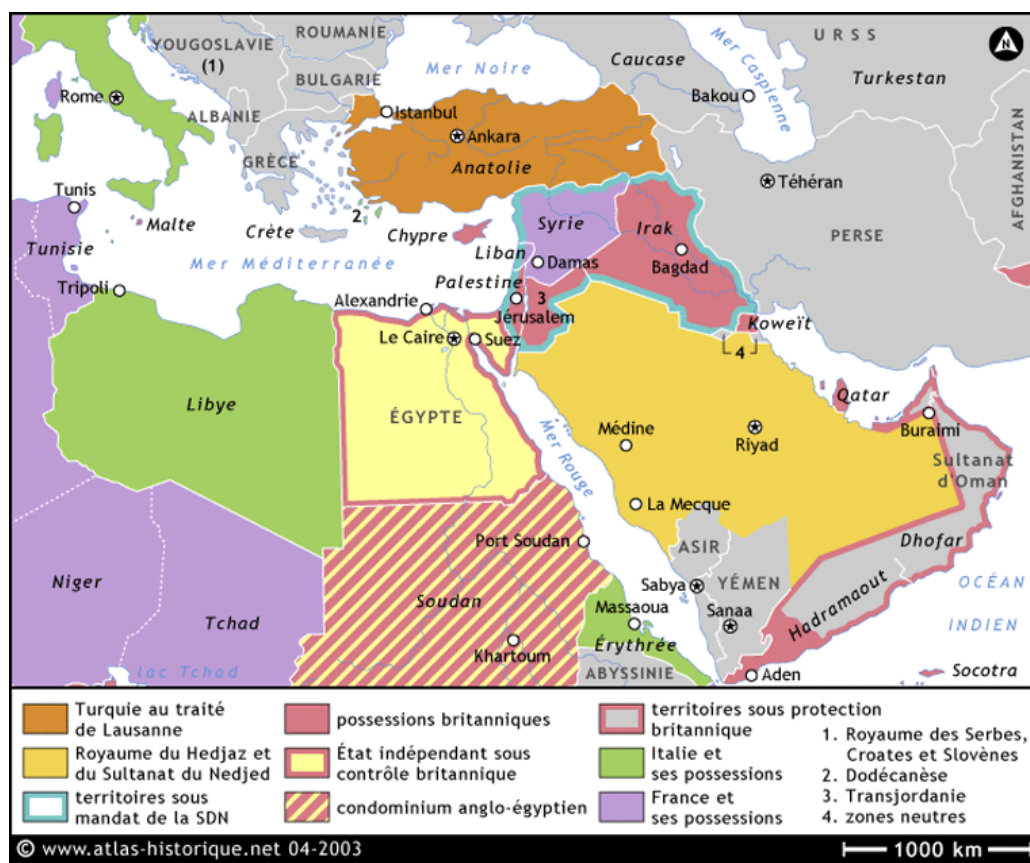 ROUMANIE
URSS
YOUGOSLAVIE
(1)
Mer Noire
Caucase
Mer Caspienne
Turkestan
N
BULGARIE
Rome
Bakou
ALBANIE
Istanbul
Ankara
AFGHANISTAN
GRÈCE
Anatolie
Téhéran
Tunis
2
Malte
Crète
Chypre
Syrie
Irak
PERSE
Tunisie
Liban
Damas
Bagdad
Mer Méditerranée
Palestine
Tripoli
Alexandrie
3
Jérusalem
Koweït
Le Caire
Suez
4
Libye
ÉGYPTE
Qatar
Médine
Riyad
Buraimi
Mer Rouge
Sultanat
d'Oman
La Mecque
Port Soudan
ASIR
Dhofar
Niger
Sabya
YÉMEN
OCÉAN
INDIEN
Soudan
Massaoua
Hadramaout
Tchad
Sanaa
Érythrée
Khartoum
lac Tchad
ABYSSINIE
Aden
Socotra
Turquie au traité
de Lausanne
Royaume du Hedjaz et
du Sultanat du Nedjed
territoires sous
mandat de la SDN
possessions britanniques
État indépendant sous
contrôle britannique
condominium anglo-égyptien
territoires sous protection
britannique
Italie et
ses possessions
France et
ses possessions
1. Royaume des Serbes,
Croates et Slovènes
2. Dodécanèse
3. Transjordanie
4. zones neutres
© www.atlas-historique.net 04-2003
1000 km